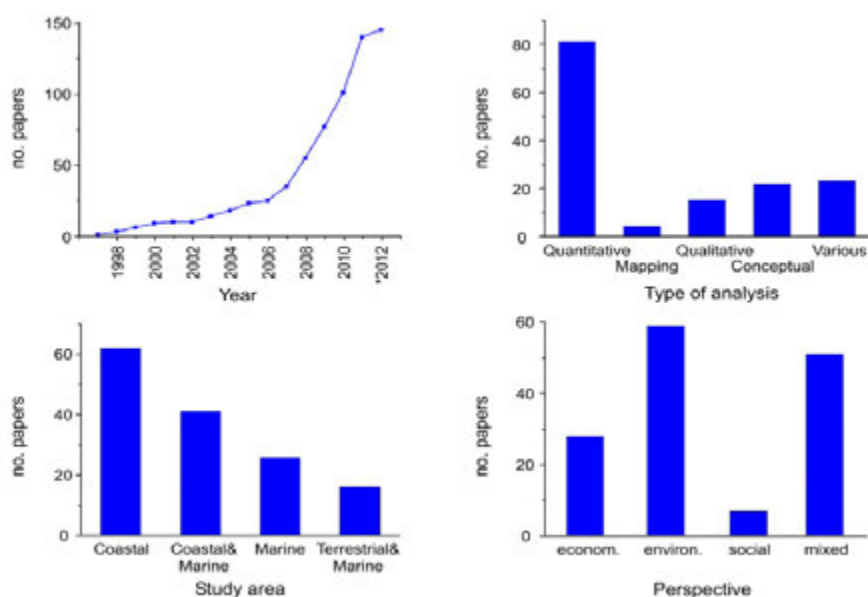 no. papers
150
100
50
0
1998
2000
2002
2004
2006
2008
2010
*2012
Year
no. papers
80
60
40
20
0
Quantitative
Mapping
Qualitative
Conceptual
Various
Type of analysis
no. papers
60
40
20
0
Coastal
Coastal&
Marine
Marine
Terrestrial&
Marine
Study area
no. papers
60
40
20
0
econom.
environ.
social
mixed
Perspective